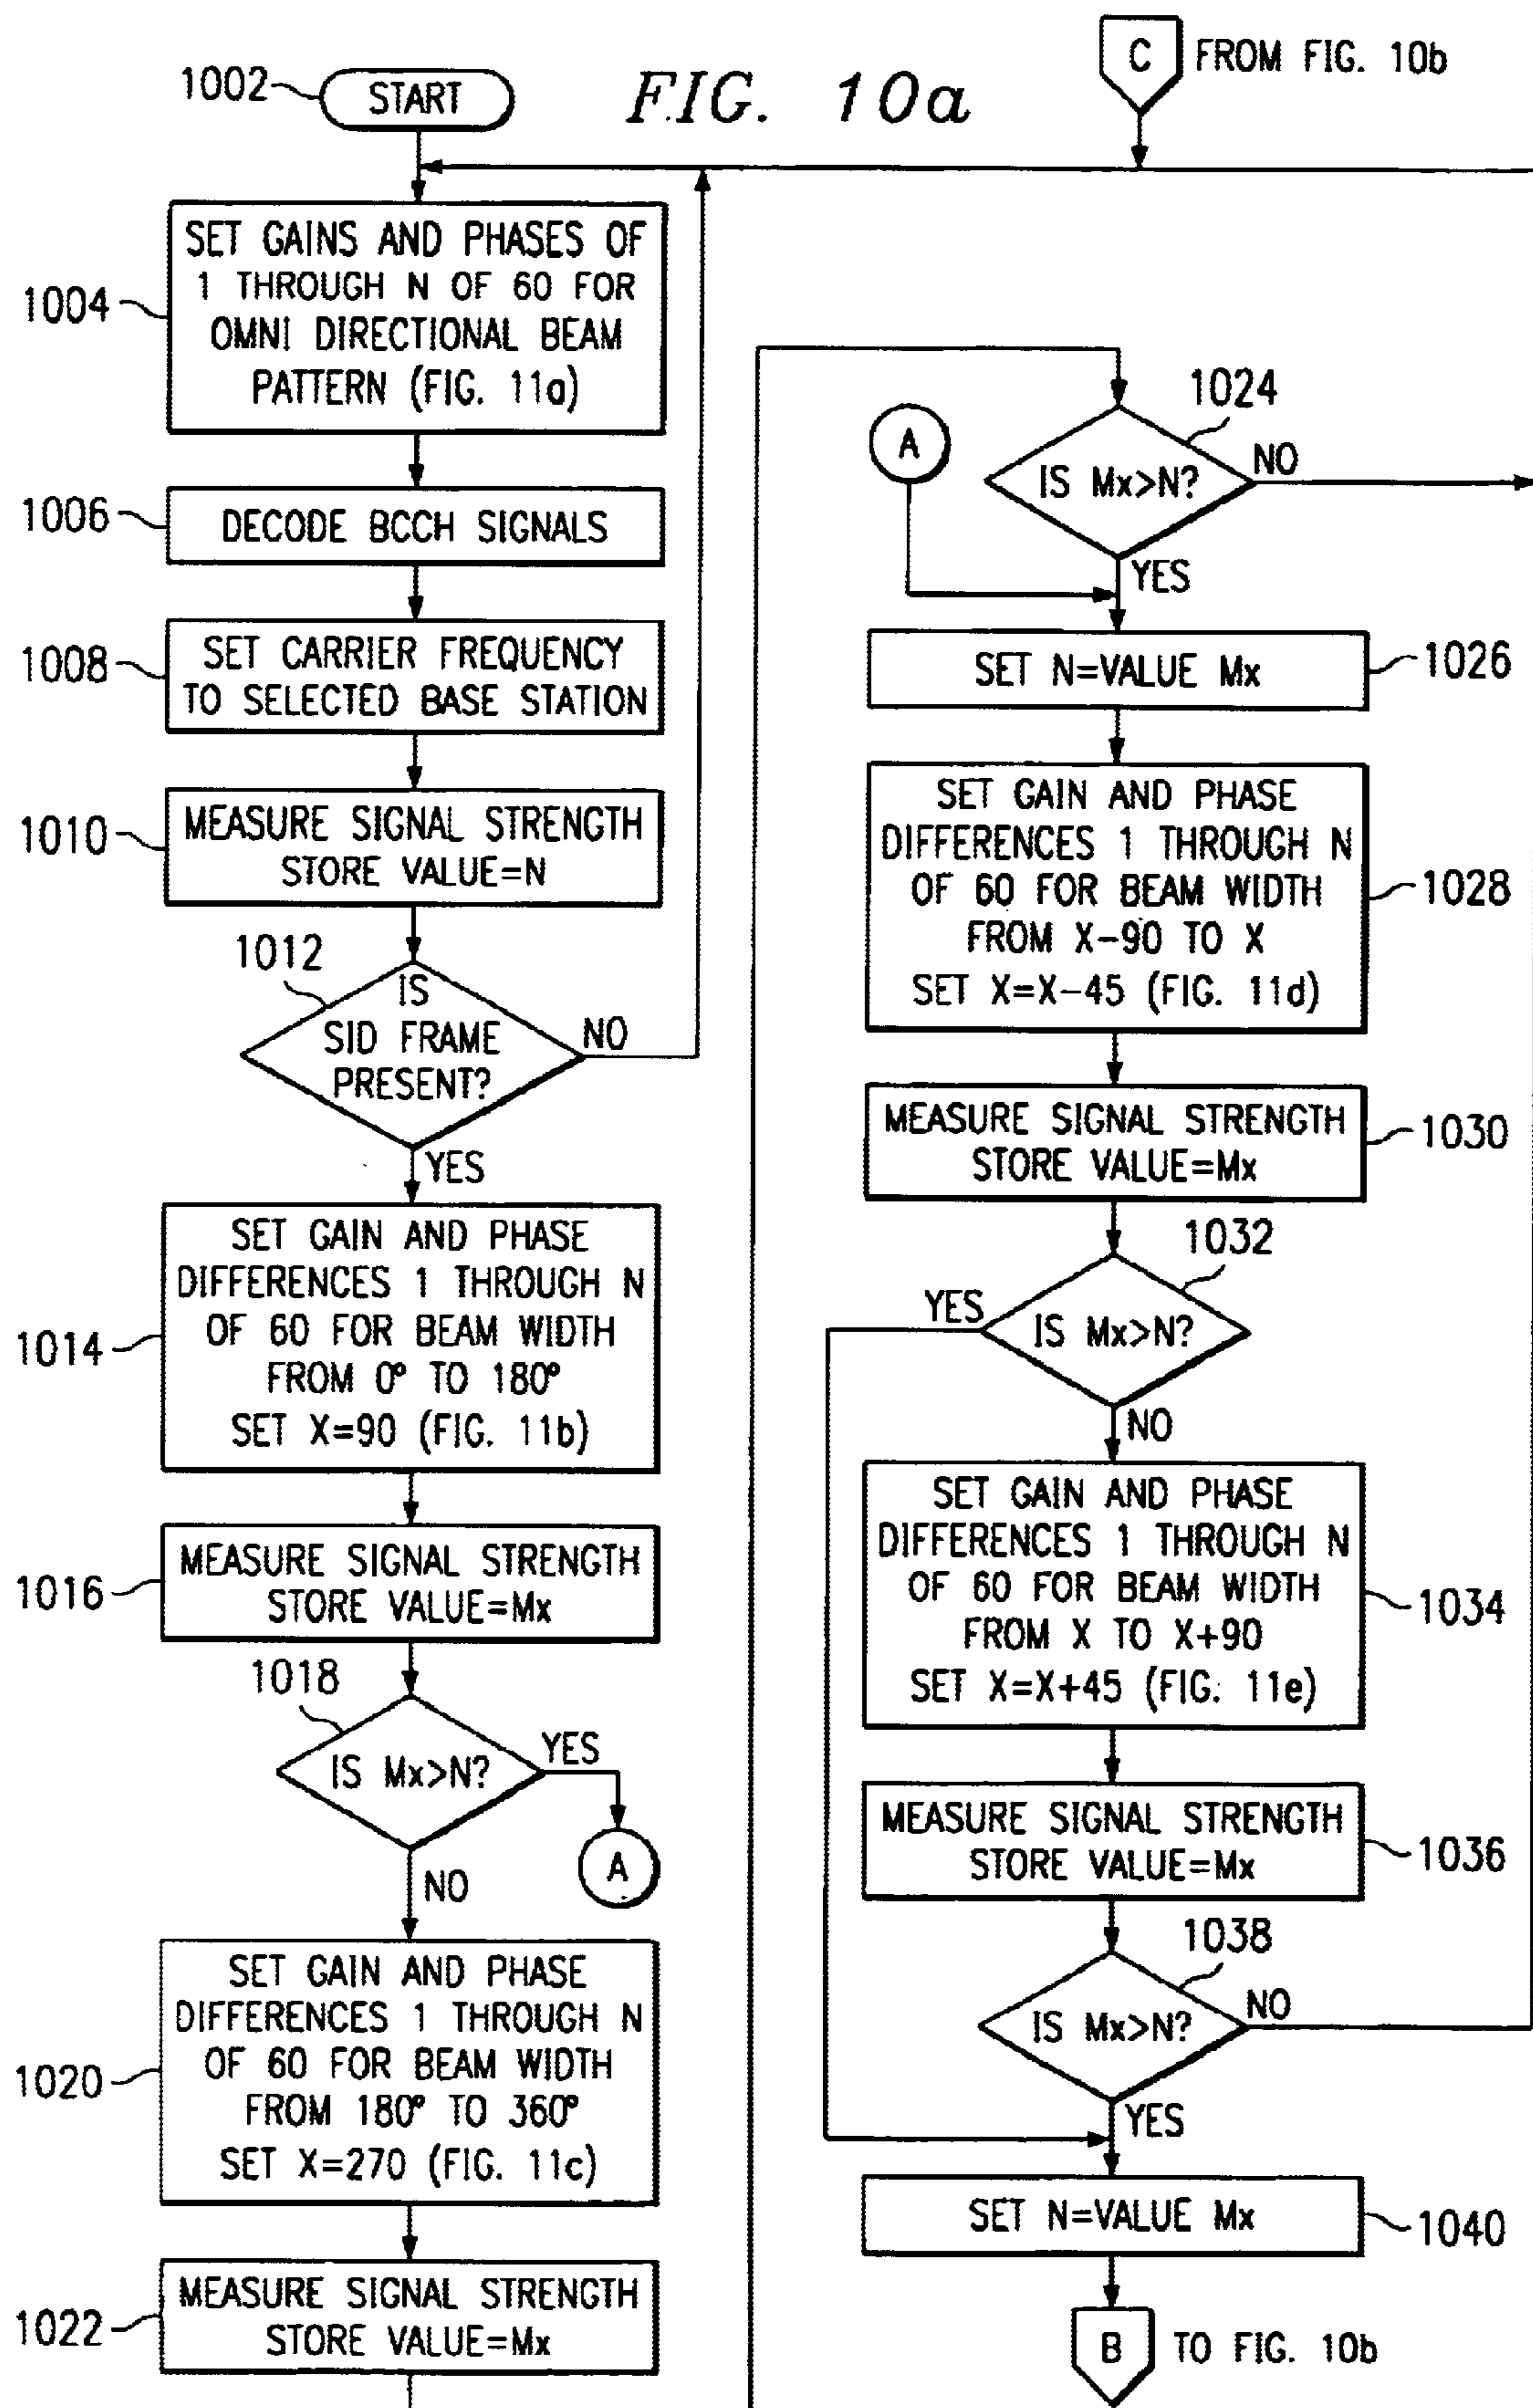 FIG. 10a
C FROM FIG. 10b
1002
START
1004
SET GAINS AND PHASES OF
1 THROUGH N OF 60 FOR
OMNI DIRECTIONAL BEAM
PATTERN (FIG. 11a)
1006
DECODE BCCH SIGNALS
1008
SET CARRIER FREQUENCY
TO SELECTED BASE STATION
1010
MEASURE SIGNAL STRENGTH
STORE VALUE=N
1012
IS
SID FRAME
PRESENT?
NO
YES
1014
SET GAIN AND PHASE
DIFFERENCES 1 THROUGH N
OF 60 FOR BEAM WIDTH
FROM 0° TO 180°
SET X=90 (FIG. 11b)
1016
MEASURE SIGNAL STRENGTH
STORE VALUE=Mx
1018
IS Mx>N?
YES
A
NO
1020
SET GAIN AND PHASE
DIFFERENCES 1 THROUGH N
OF 60 FOR BEAM WIDTH
FROM 180° TO 360°
SET X=270 (FIG. 11c)
1022
MEASURE SIGNAL STRENGTH
STORE VALUE=Mx
1024
A
IS Mx>N?
NO
YES
SET N=VALUE Mx
1026
SET GAIN AND PHASE
DIFFERENCES 1 THROUGH N
OF 60 FOR BEAM WIDTH
FROM X-90 TO X
SET X=X-45 (FIG. 11d)
1028
MEASURE SIGNAL STRENGTH
STORE VALUE=Mx
1030
1032
YES
IS Mx>N?
NO
SET GAIN AND PHASE
DIFFERENCES 1 THROUGH N
OF 60 FOR BEAM WIDTH
FROM X TO X+90
SET X=X+45 (FIG. 11e)
1034
MEASURE SIGNAL STRENGTH
STORE VALUE=Mx
1036
1038
IS Mx>N?
NO
YES
SET N=VALUE Mx
1040
B TO FIG. 10b